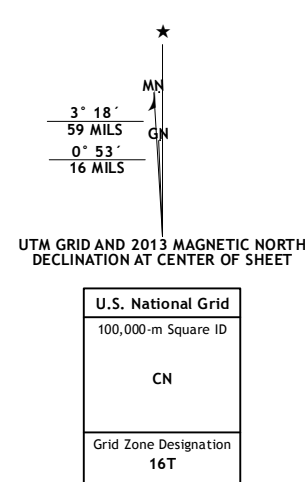 ★
MN
3° 18´
59 MILS
GN
0° 53´
16 MILS
UTM GRID AND 2013 MAGNETIC NORTH
DECLINATION AT CENTER OF SHEET
U.S. National Grid
100,000-m Square ID
CN
Grid Zone Designation
16T